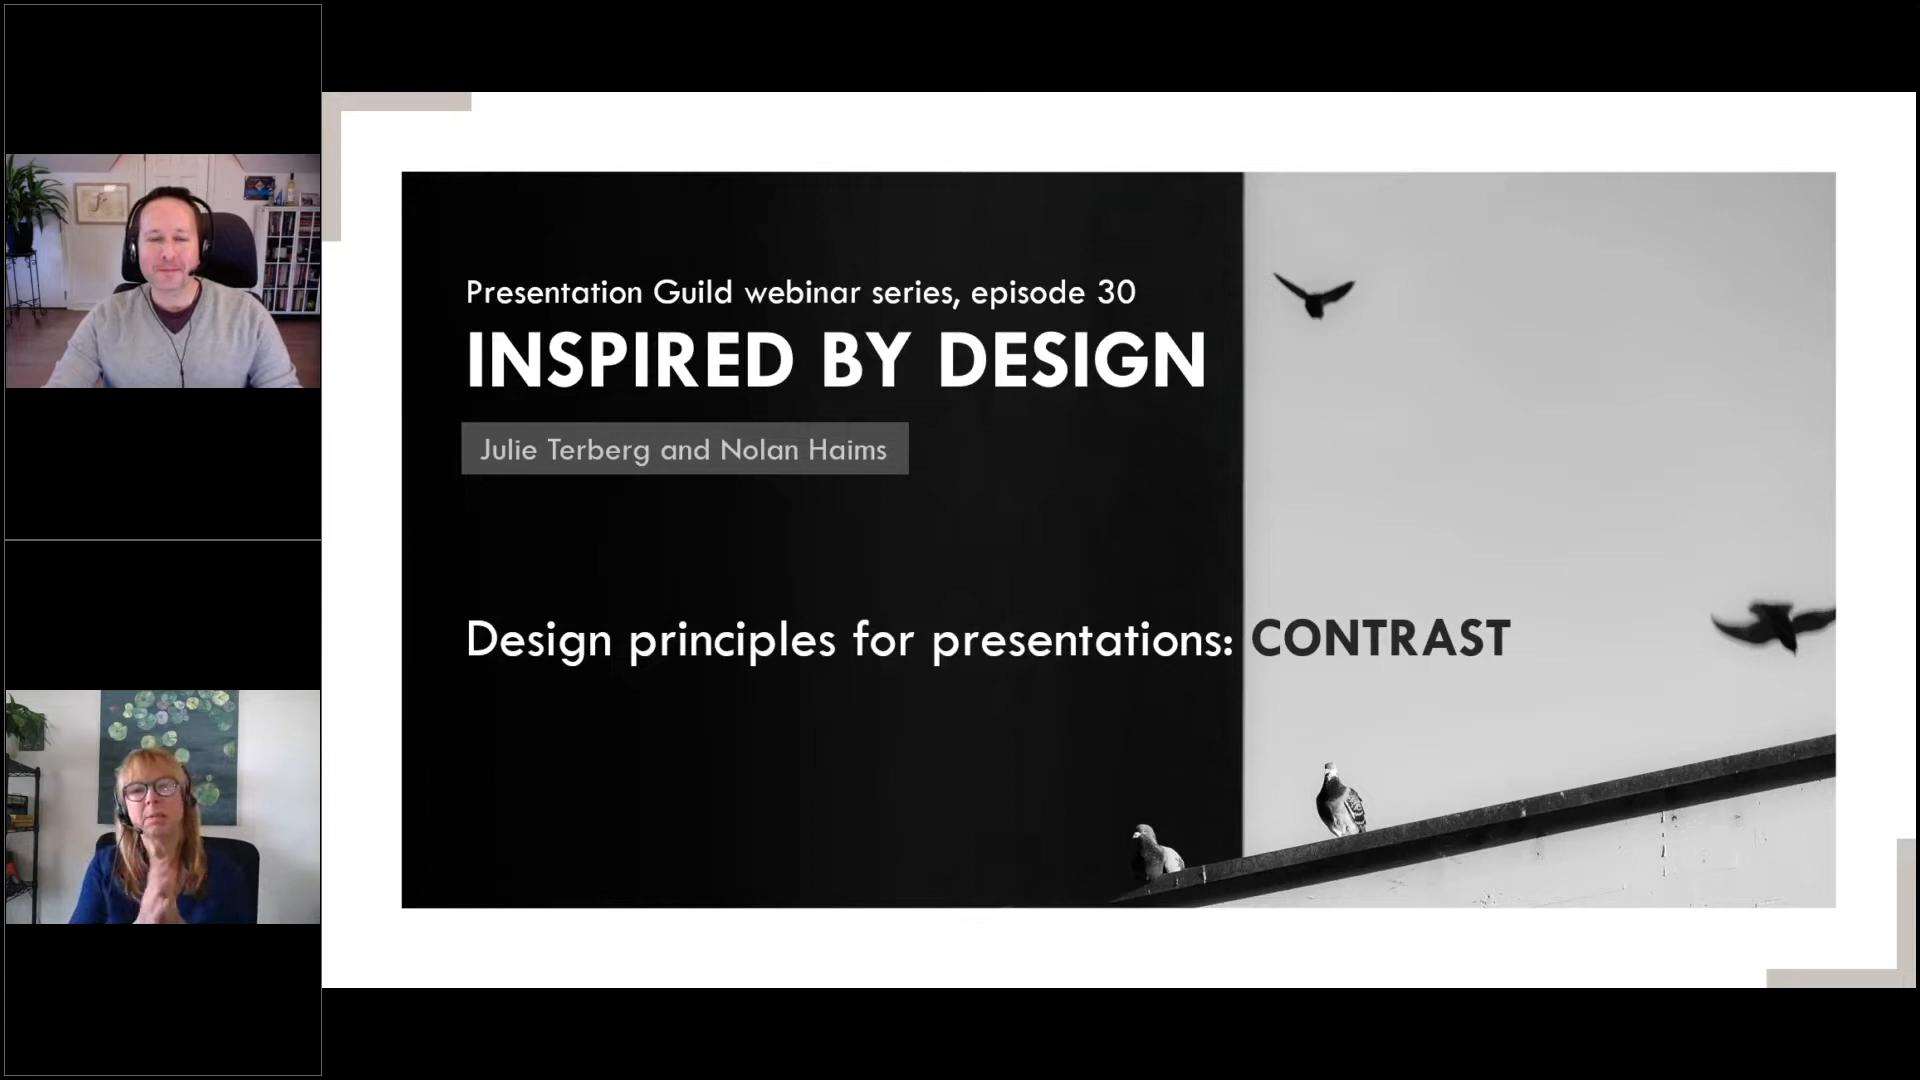 Presentation Guild webinar series, episode 30
INSPIRED BY DESIGN
Julie Terberg and Nolan Haims
Design principles for presentations: CONTRAST